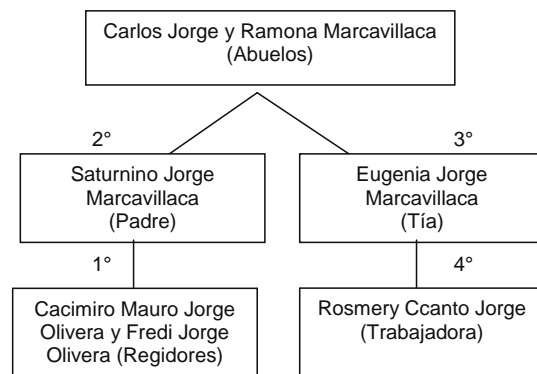 Carlos Jorge y Ramona Marcavillaca
(Abuelos)
2°
3°
Saturnino Jorge
Marcavillaca
(Padre)
Eugenia Jorge
Marcavillaca
(Tía)
1°
4°
Cacimiro Mauro Jorge
Olivera y Fredi Jorge
Olivera (Regidores)
Rosmery Ccanto Jorge
(Trabajadora)